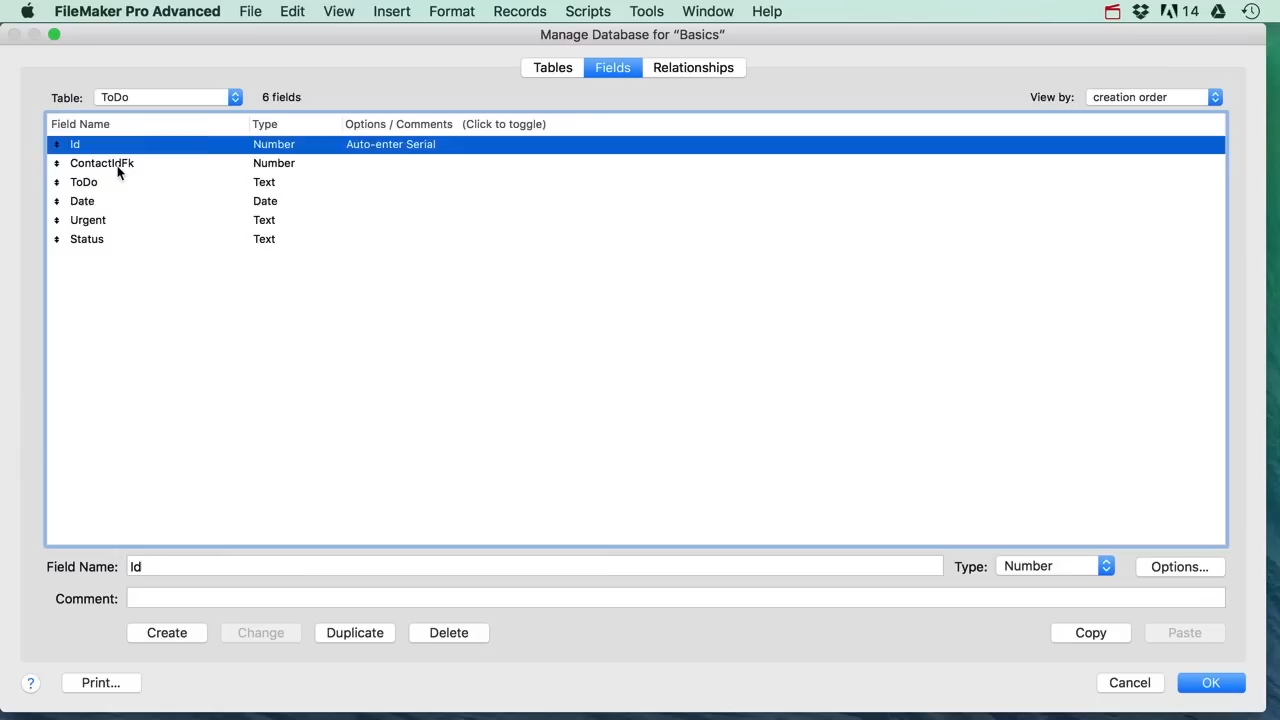 FileMaker Pro Advanced File Edit View Insert Format Records Scripts Tools Window Help 14
Manage Database for “Basics”
Tables Fields Relationships
Table: ToDo 6 fields View by: creation order
Field Name Type Options / Comments (Click to toggle)
Id Number Auto-enter Serial
ContactIdFk Number
ToDo Text
Date Date
Urgent Text
Status Text
Field Name: Id Type: Number Options...
Comment:
Create Change Duplicate Delete Copy Paste
? Print... Cancel OK